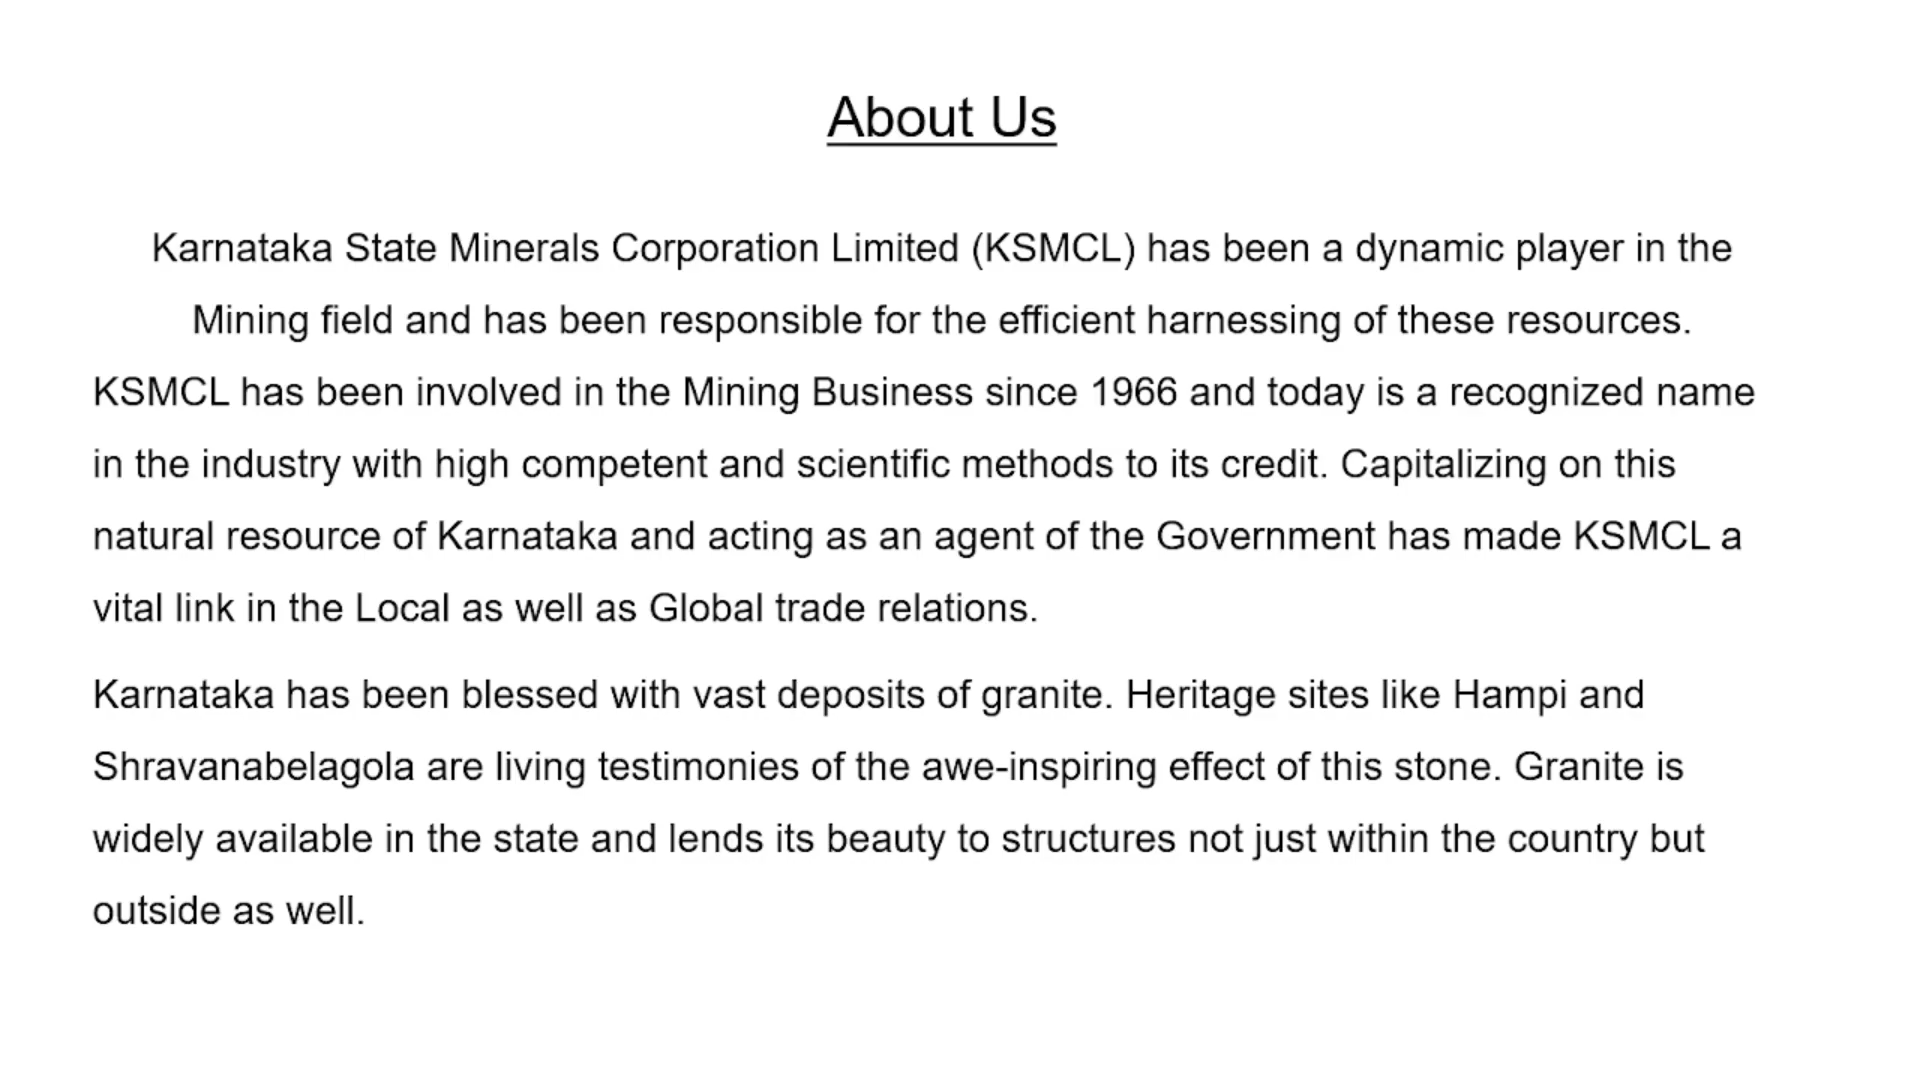 About Us
Karnataka State Minerals Corporation Limited (KSMCL) has been a dynamic player in the
Mining field and has been responsible for the efficient harnessing of these resources.
KSMCL has been involved in the Mining Business since 1966 and today is a recognized name
in the industry with high competent and scientific methods to its credit. Capitalizing on this
natural resource of Karnataka and acting as an agent of the Government has made KSMCL a
vital link in the Local as well as Global trade relations.
Karnataka has been blessed with vast deposits of granite. Heritage sites like Hampi and
Shravanabelagola are living testimonies of the awe-inspiring effect of this stone. Granite is
widely available in the state and lends its beauty to structures not just within the country but
outside as well.